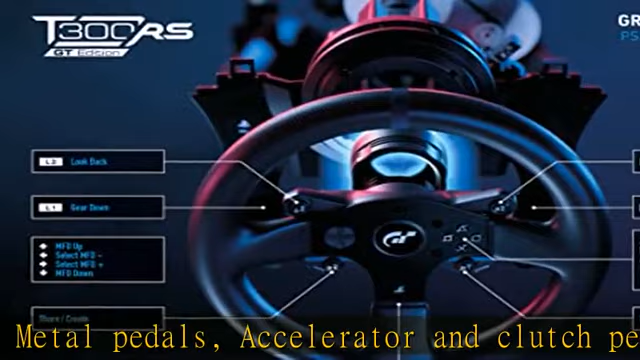 T300RS
GT Edition
GR
PS
L2 Look Back
L1 Gear Down
MFD Up
Select MFD -
Select MFD +
MFD Down
Share / Create
Metal pedals, Accelerator and clutch pe